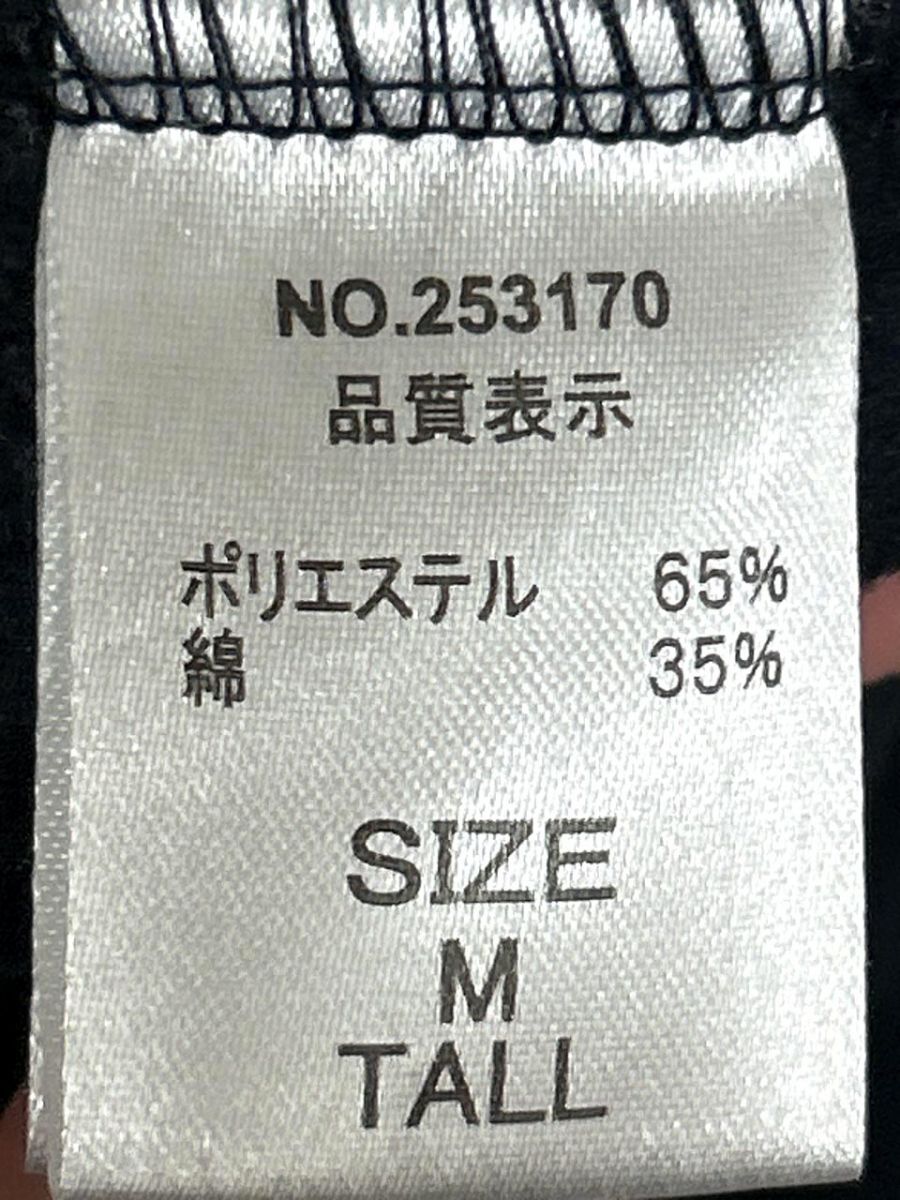 NO.253170
品質表示
ポリエステル 65%
綿 35%
SIZE
M
TALL